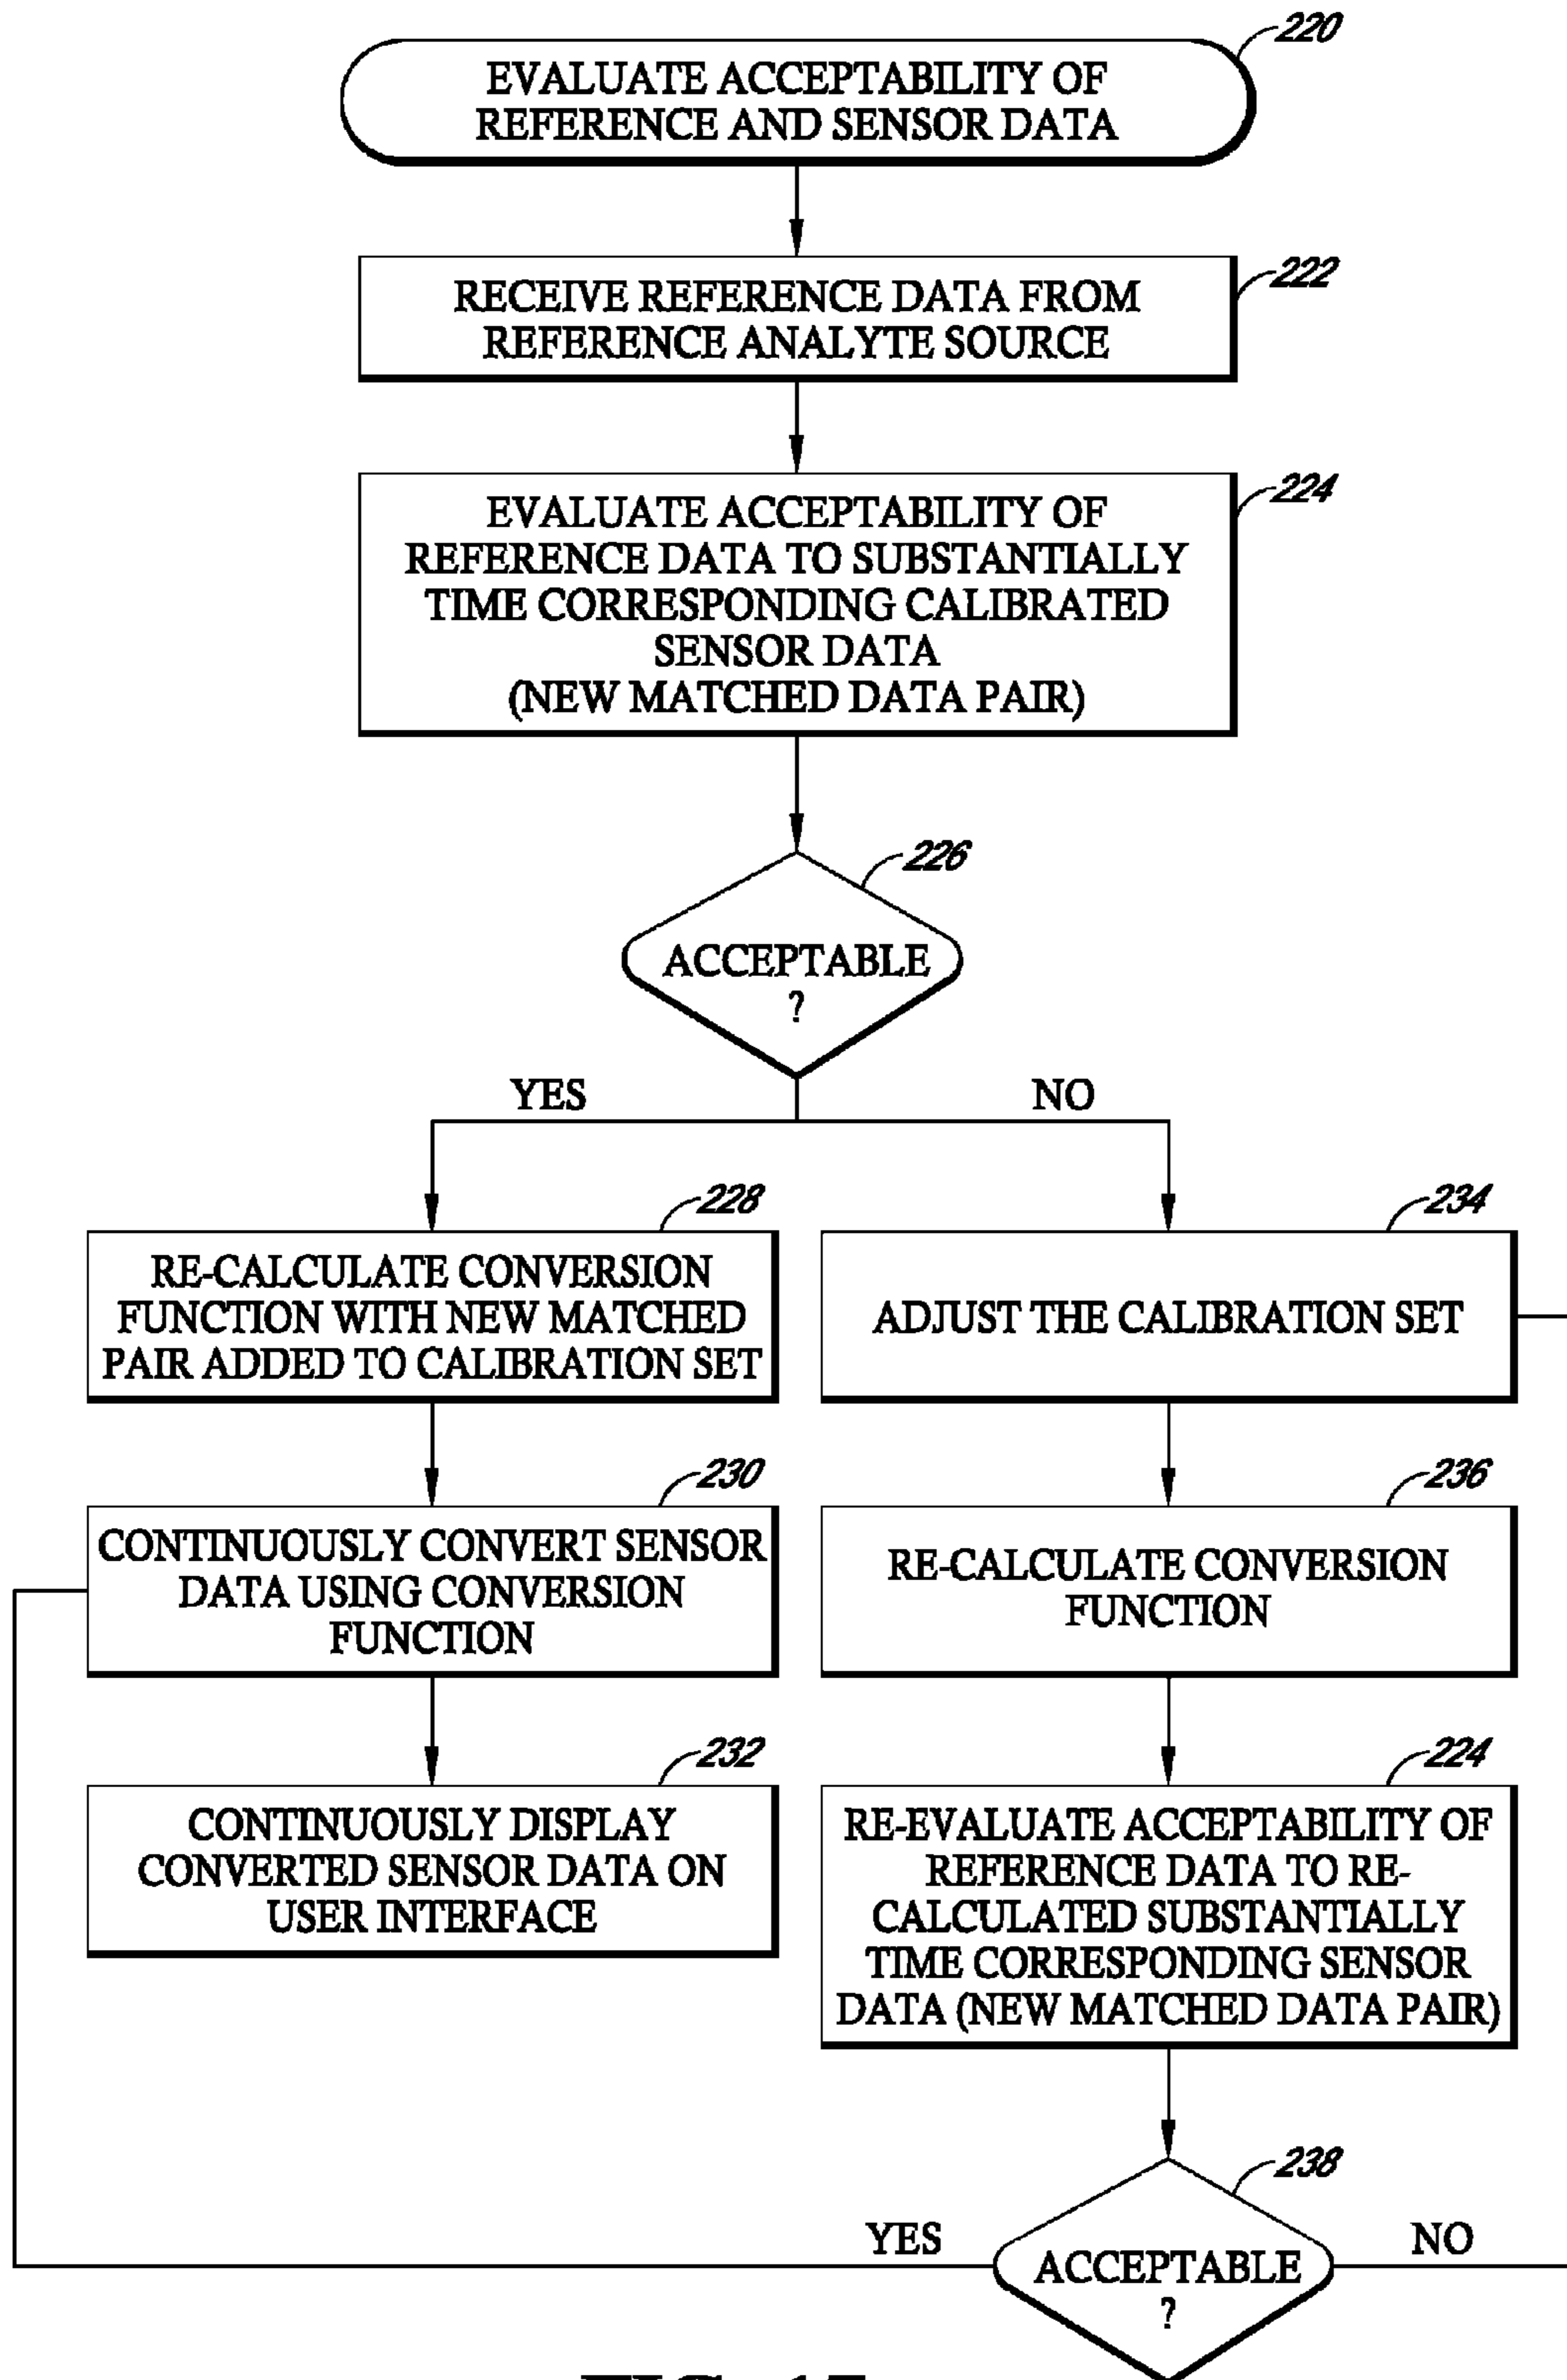 220
EVALUATE ACCEPTABILITY OF
REFERENCE AND SENSOR DATA
222
RECEIVE REFERENCE DATA FROM
REFERENCE ANALYTE SOURCE
224
EVALUATE ACCEPTABILITY OF
REFERENCE DATA TO SUBSTANTIALLY
TIME CORRESPONDING CALIBRATED
SENSOR DATA
(NEW MATCHED DATA PAIR)
226
ACCEPTABLE
?
YES
NO
228
RE-CALCULATE CONVERSION
FUNCTION WITH NEW MATCHED
PAIR ADDED TO CALIBRATION SET
234
ADJUST THE CALIBRATION SET
230
CONTINUOUSLY CONVERT SENSOR
DATA USING CONVERSION
FUNCTION
236
RE-CALCULATE CONVERSION
FUNCTION
232
CONTINUOUSLY DISPLAY
CONVERTED SENSOR DATA ON
USER INTERFACE
224
RE-EVALUATE ACCEPTABILITY OF
REFERENCE DATA TO RE-
CALCULATED SUBSTANTIALLY
TIME CORRESPONDING SENSOR
DATA (NEW MATCHED DATA PAIR)
238
YES
ACCEPTABLE
?
NO